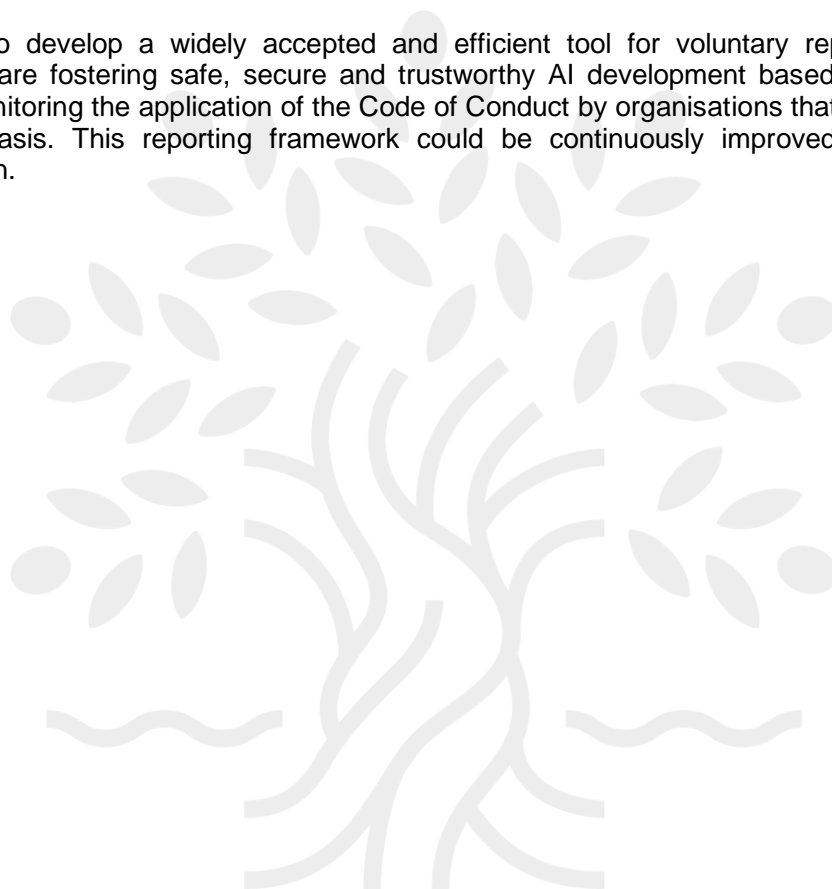 o develop a widely accepted and efficient tool for voluntary rep
are fostering safe, secure and trustworthy AI development based
nitoring the application of the Code of Conduct by organisations that
asis. This reporting framework could be continuously improved
n.